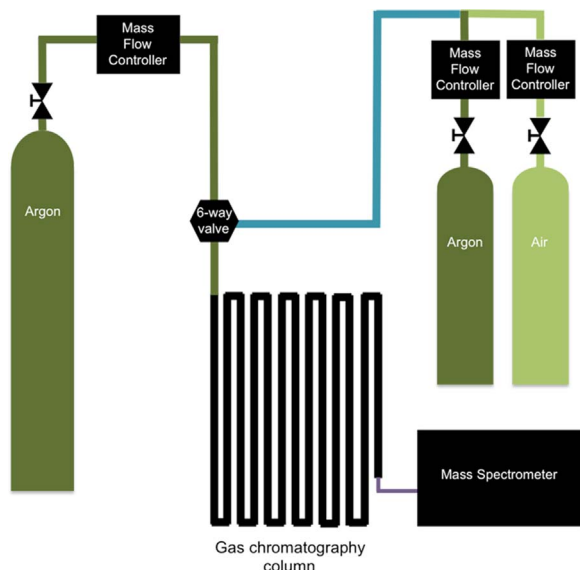 Mass
Flow
Controller
Mass
Flow
Controller
Mass
Flow
Controller
Argon
6-way
valve
Argon
Air
Mass Spectrometer
Gas chromatography
column